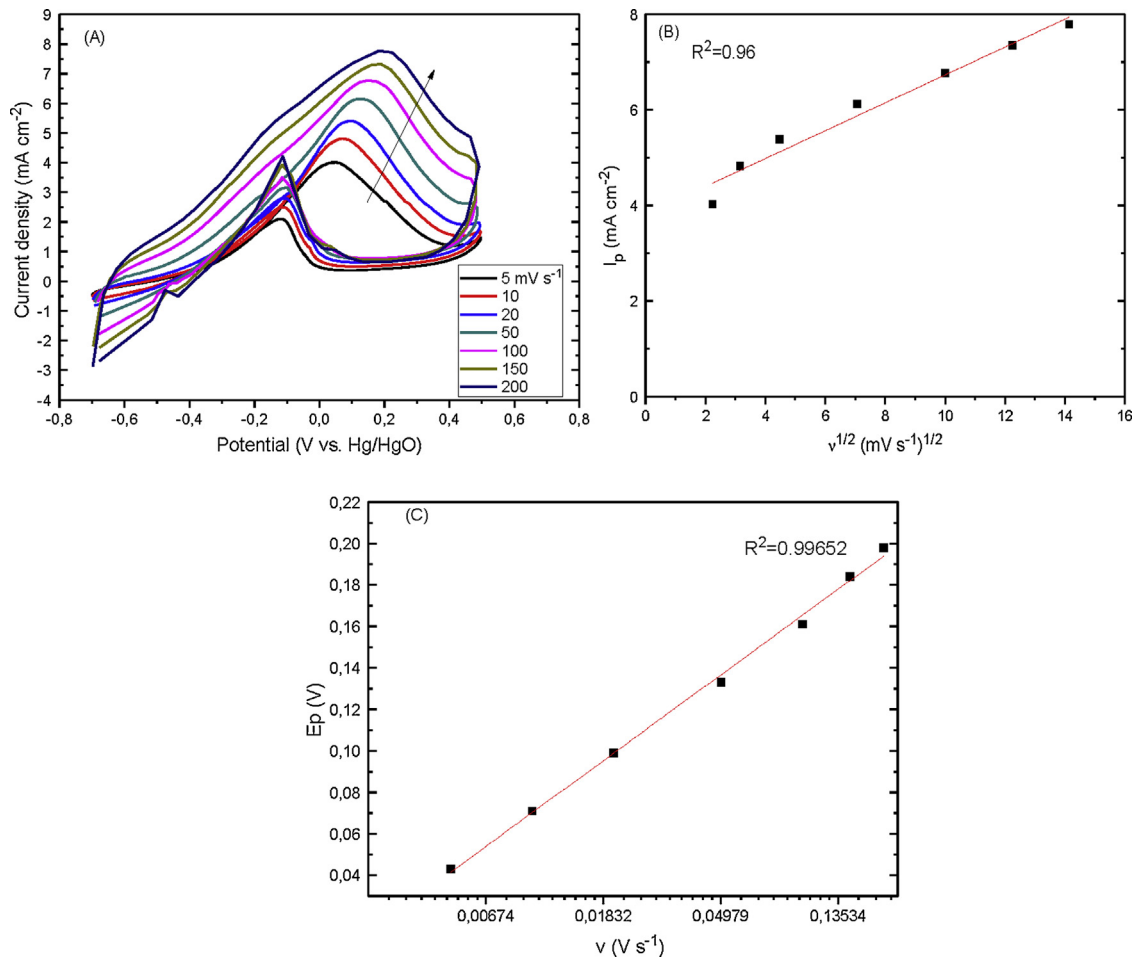 (A)
9
8
7
6
5
4
3
2
1
0
-1
-2
-3
-4
Current density (mA cm-2)
5 mV s-1
10
20
50
100
150
200
-0,8 -0,6 -0,4 -0,2 0,0 0,2 0,4 0,6 0,8
Potential (V vs. Hg/HgO)
(B)
R2=0.96
8
6
4
2
0
Ip (mA cm-2)
0 2 4 6 8 10 12 14 16
ν1/2 (mV s-1)1/2
(C)
R2=0.99652
0,22
0,20
0,18
0,16
0,14
0,12
0,10
0,08
0,06
0,04
Ep (V)
0,00674 0,01832 0,04979 0,13534
ν (V s-1)